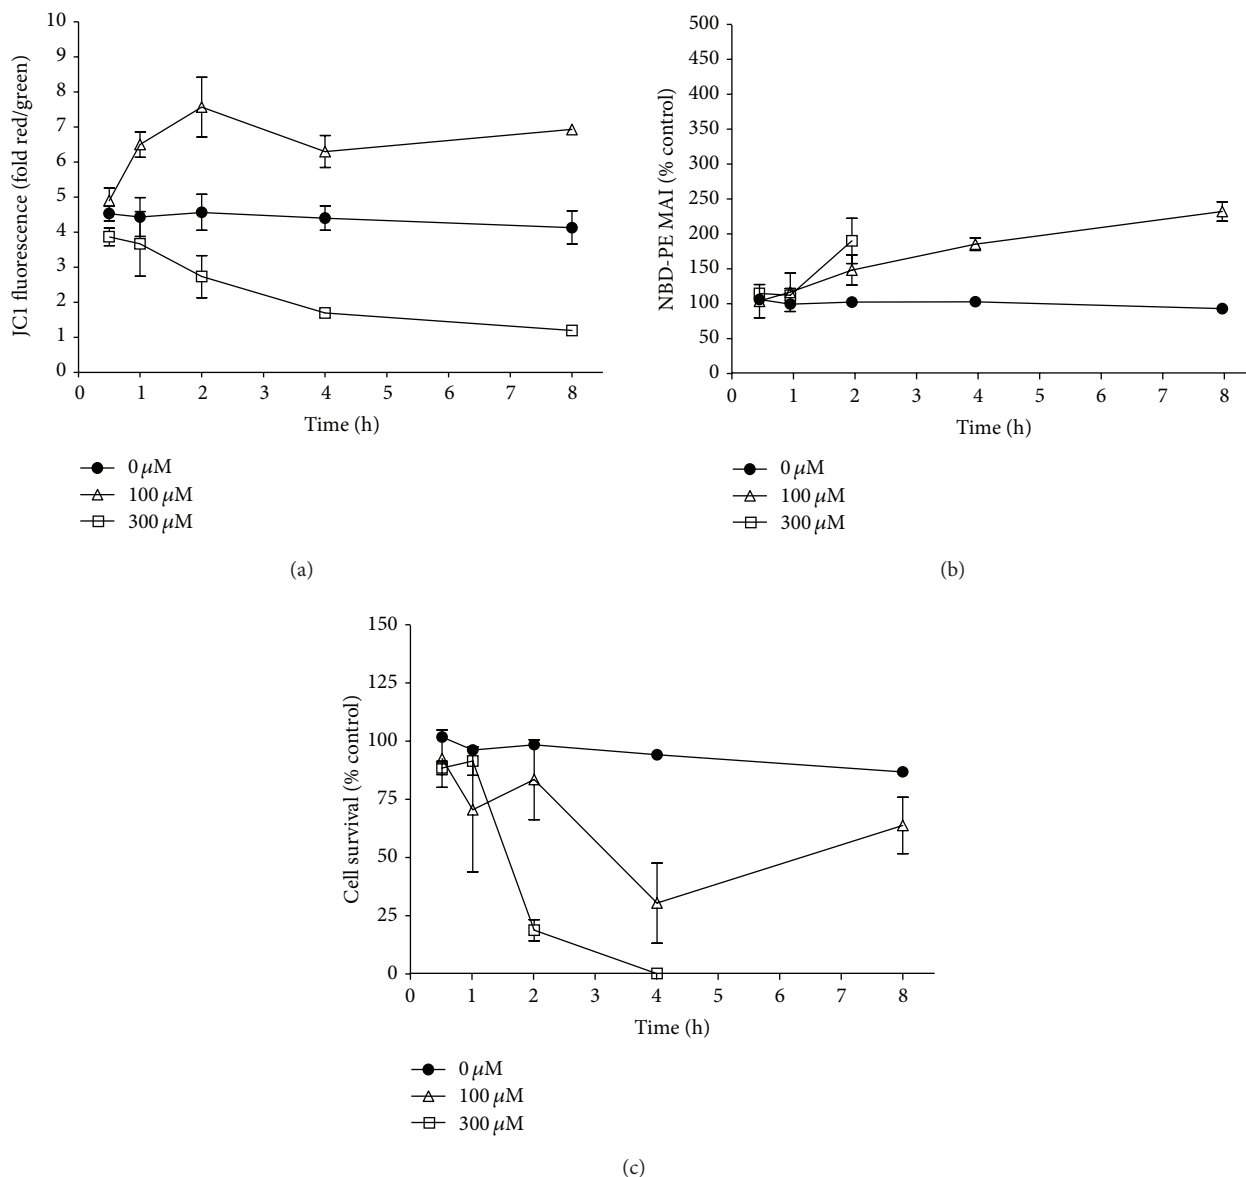 JC1 fluorescence (fold red/green)
10
9
8
7
6
5
4
3
2
1
0
0 1 2 3 4 5 6 7 8
Time (h)
0 μM
100 μM
300 μM
(a)
NBD-PE MAI (% control)
500
450
400
350
300
250
200
150
100
50
0
0 1 2 3 4 5 6 7 8
Time (h)
0 μM
100 μM
300 μM
(b)
Cell survival (% control)
150
125
100
75
50
25
0
0 1 2 3 4 5 6 7 8
Time (h)
0 μM
100 μM
300 μM
(c)